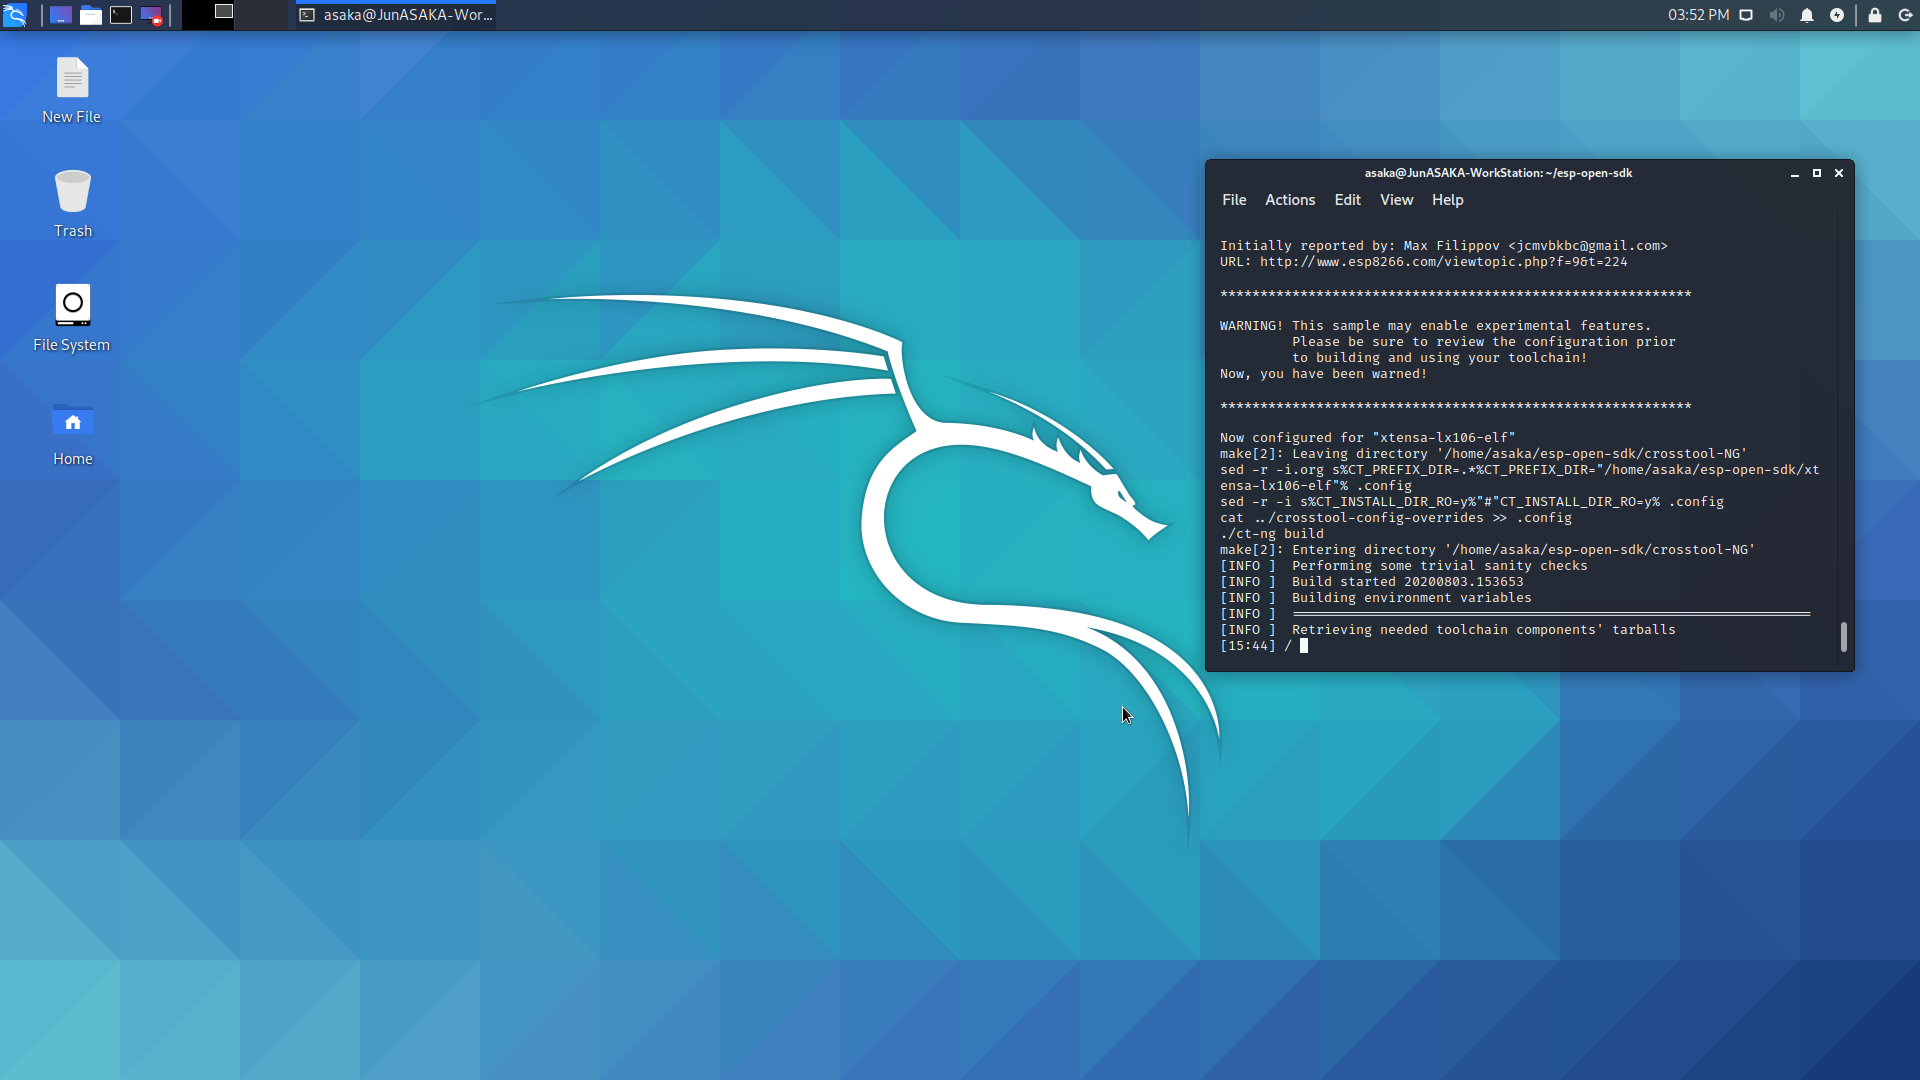 asaka@JunASAKA-Wor...
03:52 PM
New File
Trash
File System
Home
asaka@JunASAKA-WorkStation: ~/esp-open-sdk
File Actions Edit View Help
Initially reported by: Max Filippov <jcmvbkbc@gmail.com>
URL: http://www.esp8266.com/viewtopic.php?f=9&t=224
***********************************************************
WARNING! This sample may enable experimental features.
Please be sure to review the configuration prior
to building and using your toolchain!
Now, you have been warned!
***********************************************************
Now configured for "xtensa-lx106-elf"
make[2]: Leaving directory '/home/asaka/esp-open-sdk/crosstool-NG'
sed -r -i.org s%CT_PREFIX_DIR=.*%CT_PREFIX_DIR="/home/asaka/esp-open-sdk/xt
ensa-lx106-elf"% .config
sed -r -i s%CT_INSTALL_DIR_RO=y%"#"CT_INSTALL_DIR_RO=y% .config
cat ../crosstool-config-overrides >> .config
./ct-ng build
make[2]: Entering directory '/home/asaka/esp-open-sdk/crosstool-NG'
[INFO ]  Performing some trivial sanity checks
[INFO ]  Build started 20200803.153653
[INFO ]  Building environment variables
[INFO ]  =================================================================
[INFO ]  Retrieving needed toolchain components' tarballs
[15:44] /